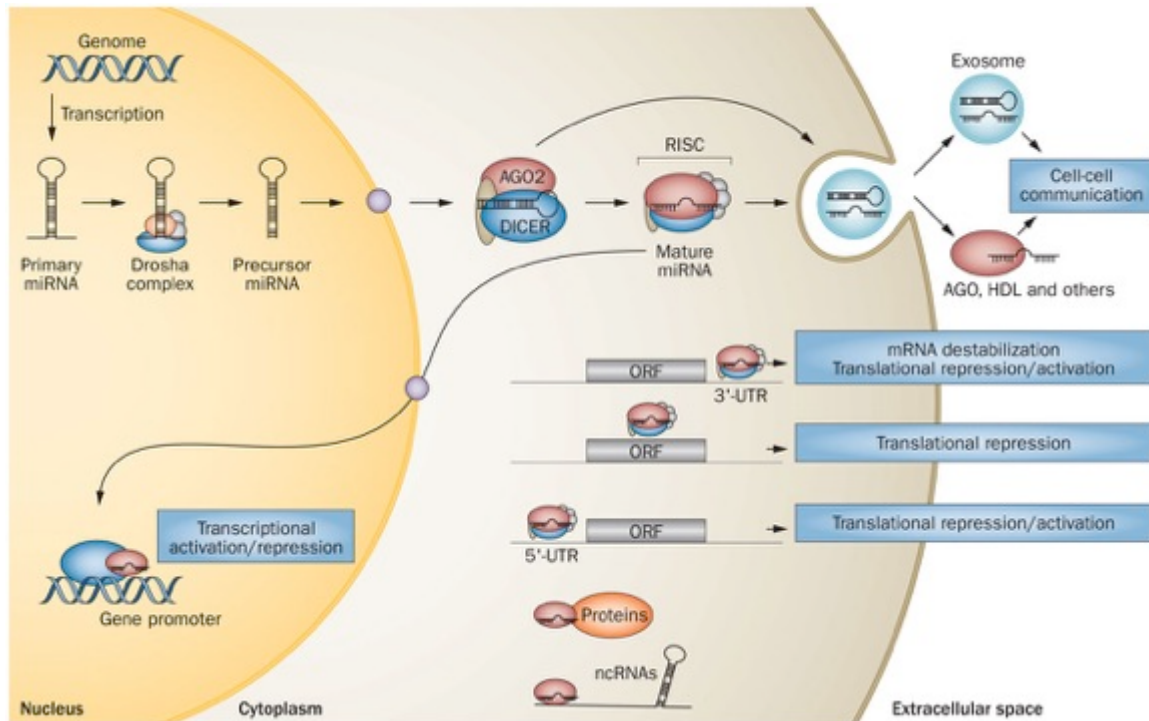 Genome
Transcription
Primary
miRNA
Drosha
complex
Precursor
miRNA
AGO2
DICER
RISC
Mature
miRNA
Exosome
Cell-cell
communication
AGO, HDL and others
ORF
3'-UTR
mRNA destabilization
Translational repression/activation
ORF
Translational repression
5'-UTR
ORF
Translational repression/activation
Transcriptional
activation/repression
Gene promoter
Proteins
ncRNAs
Nucleus
Cytoplasm
Extracellular space